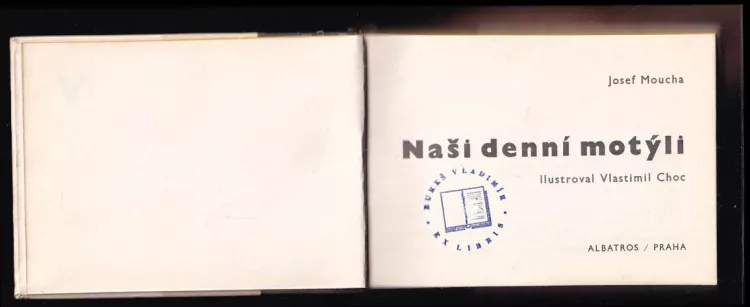 Josef Moucha
Naši denní motýli
Ilustroval Vlastimil Choc
BUREŠ VLADIMÍR
EX LIBRIS
ALBATROS / PRAHA